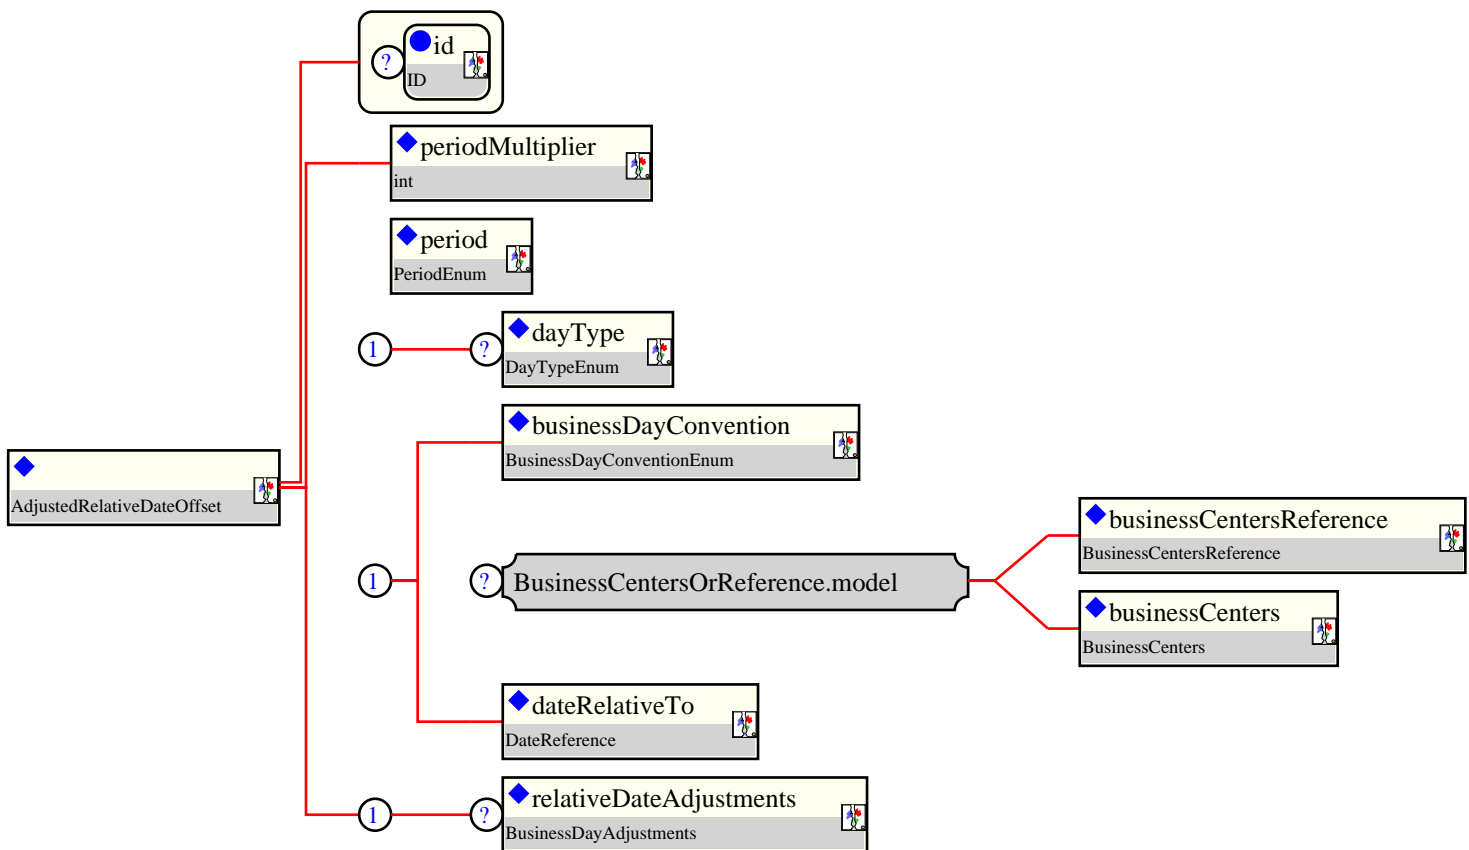 ?
id
ID
periodMultiplier
int
period
PeriodEnum
1
?
dayType
DayTypeEnum
businessDayConvention
BusinessDayConventionEnum
AdjustedRelativeDateOffset
1
?
BusinessCentersOrReference.model
businessCentersReference
BusinessCentersReference
businessCenters
BusinessCenters
dateRelativeTo
DateReference
1
?
relativeDateAdjustments
BusinessDayAdjustments